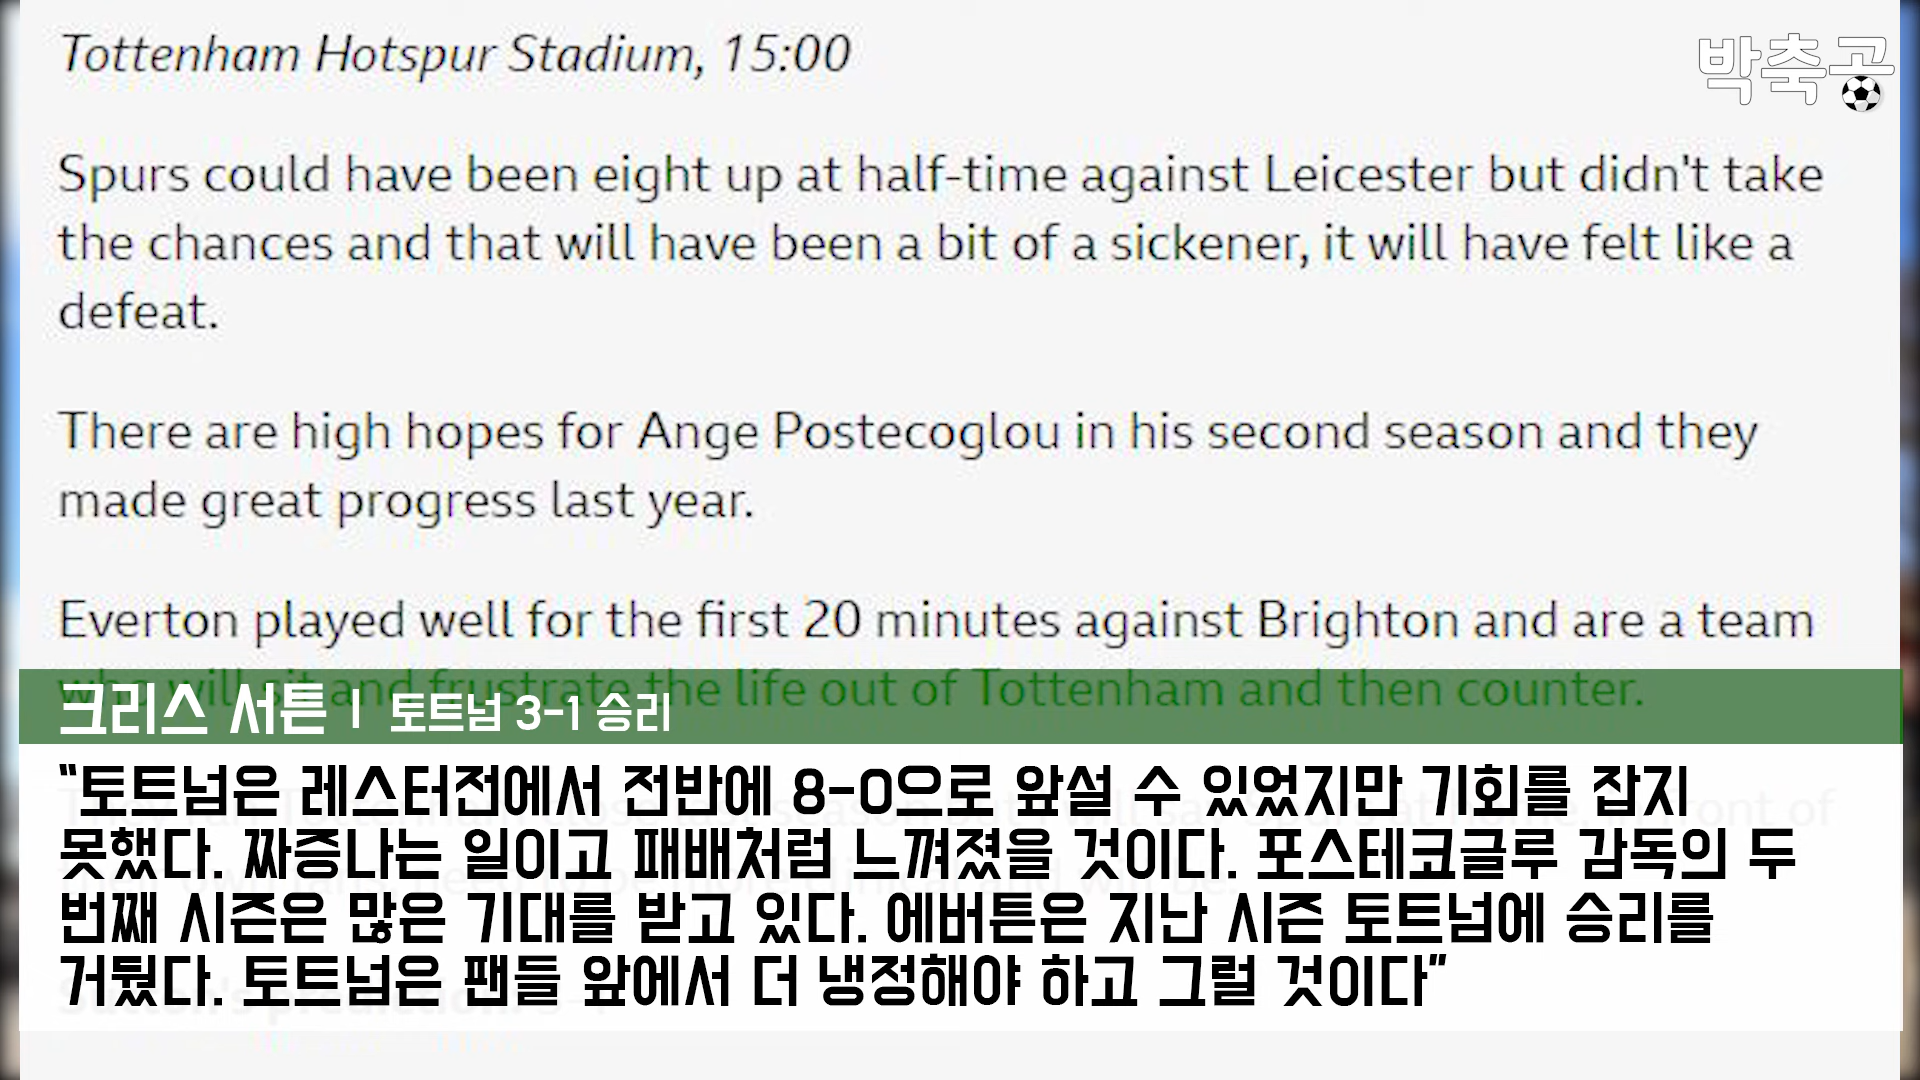 Tottenham Hotspur Stadium, 15:00
박축공
Spurs could have been eight up at half-time against Leicester but didn't take
the chances and that will have been a bit of a sickener, it will have felt like a
defeat.
There are high hopes for Ange Postecoglou in his second season and they
made great progress last year.
Everton played well for the first 20 minutes against Brighton and are a team
who will sit and frustrate the life out of Tottenham and then counter.
크리스 서튼 | 토트넘 3-1 승리
"토트넘은 레스터전에서 전반에 8-0으로 앞설 수 있었지만 기회를 잡지
못했다. 짜증나는 일이고 패배처럼 느껴졌을 것이다. 포스테코글루 감독의 두
번째 시즌은 많은 기대를 받고 있다. 에버튼은 지난 시즌 토트넘에 승리를
거뒀다. 토트넘은 팬들 앞에서 더 냉정해야 하고 그럴 것이다"